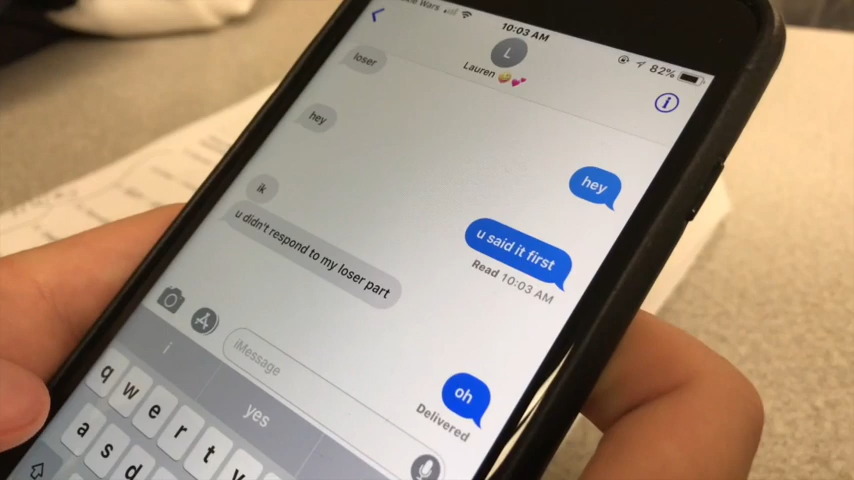 10:03 AM
82%
L
Lauren 🤪💕
loser
hey
hey
u said it first
Read 10:03 AM
ik
u didn't respond to my loser part
oh
Delivered
iMessage
i
yes
q w e r t y
a s d